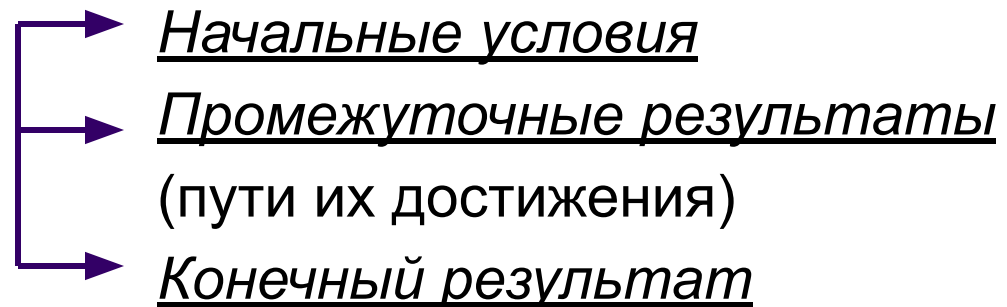 Начальные условия
Промежуточные результаты
(пути их достижения)
Конечный результат